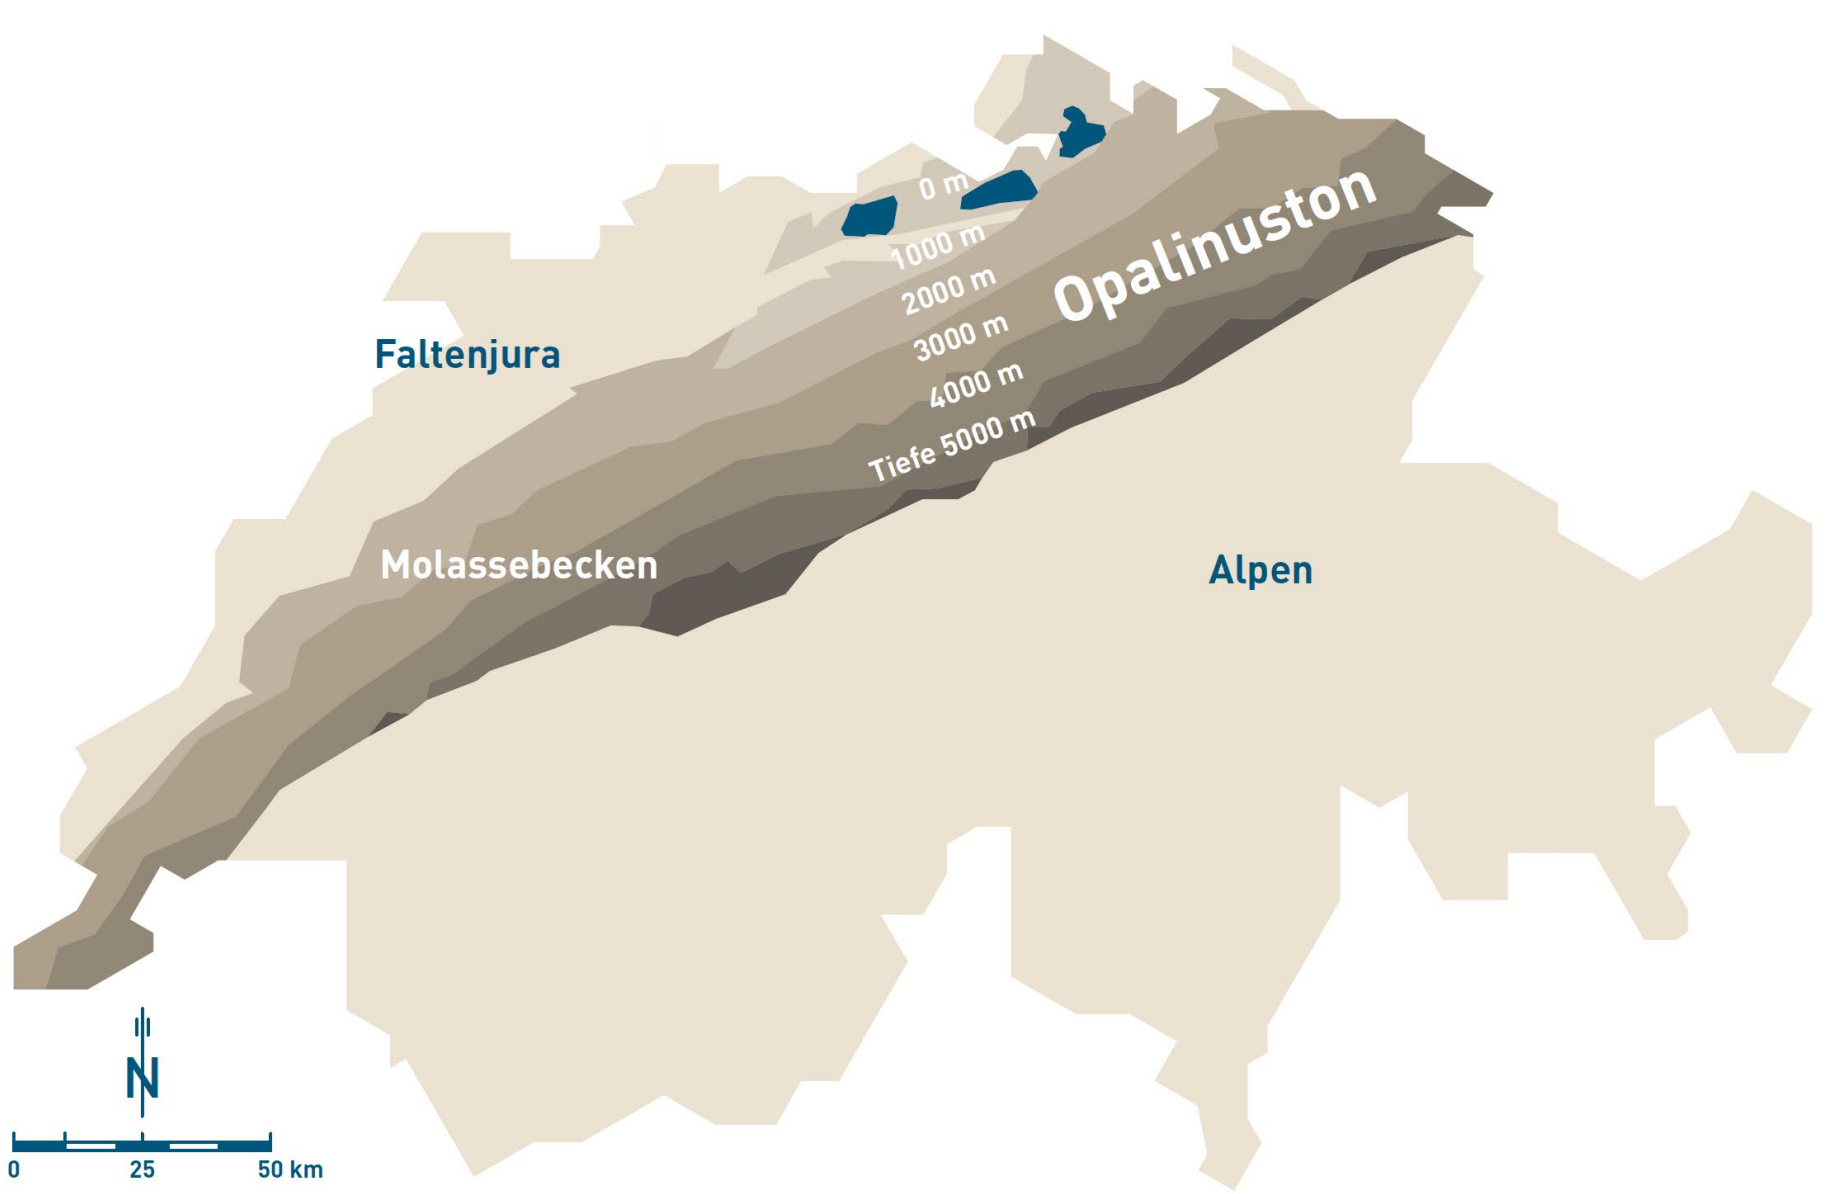 0 m
1000 m
2000 m
3000 m
4000 m
Tiefe 5000 m
Opalinuston
Faltenjura
Molassebecken
Alpen
N
0 25 50 km